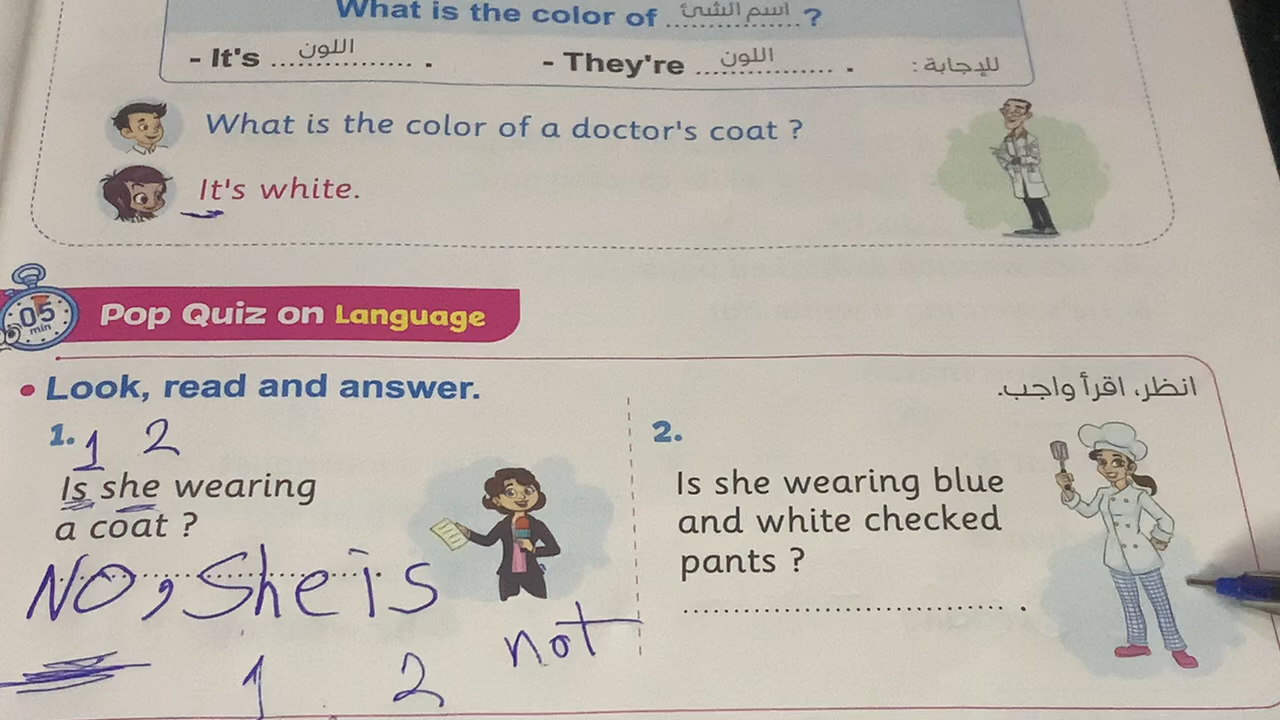 What is the color of اسم الشئ ............ ?
- It's اللون ............ . - They're اللون ............ . للإجابة :
What is the color of a doctor's coat ?
It's white.
05 min
Pop Quiz on Language
• Look, read and answer. انظر، اقرأ واجب.
1. 1 2
Is she wearing
a coat ?
NO, She is
not
1 2
2.
Is she wearing blue
and white checked
pants ?
................................ .